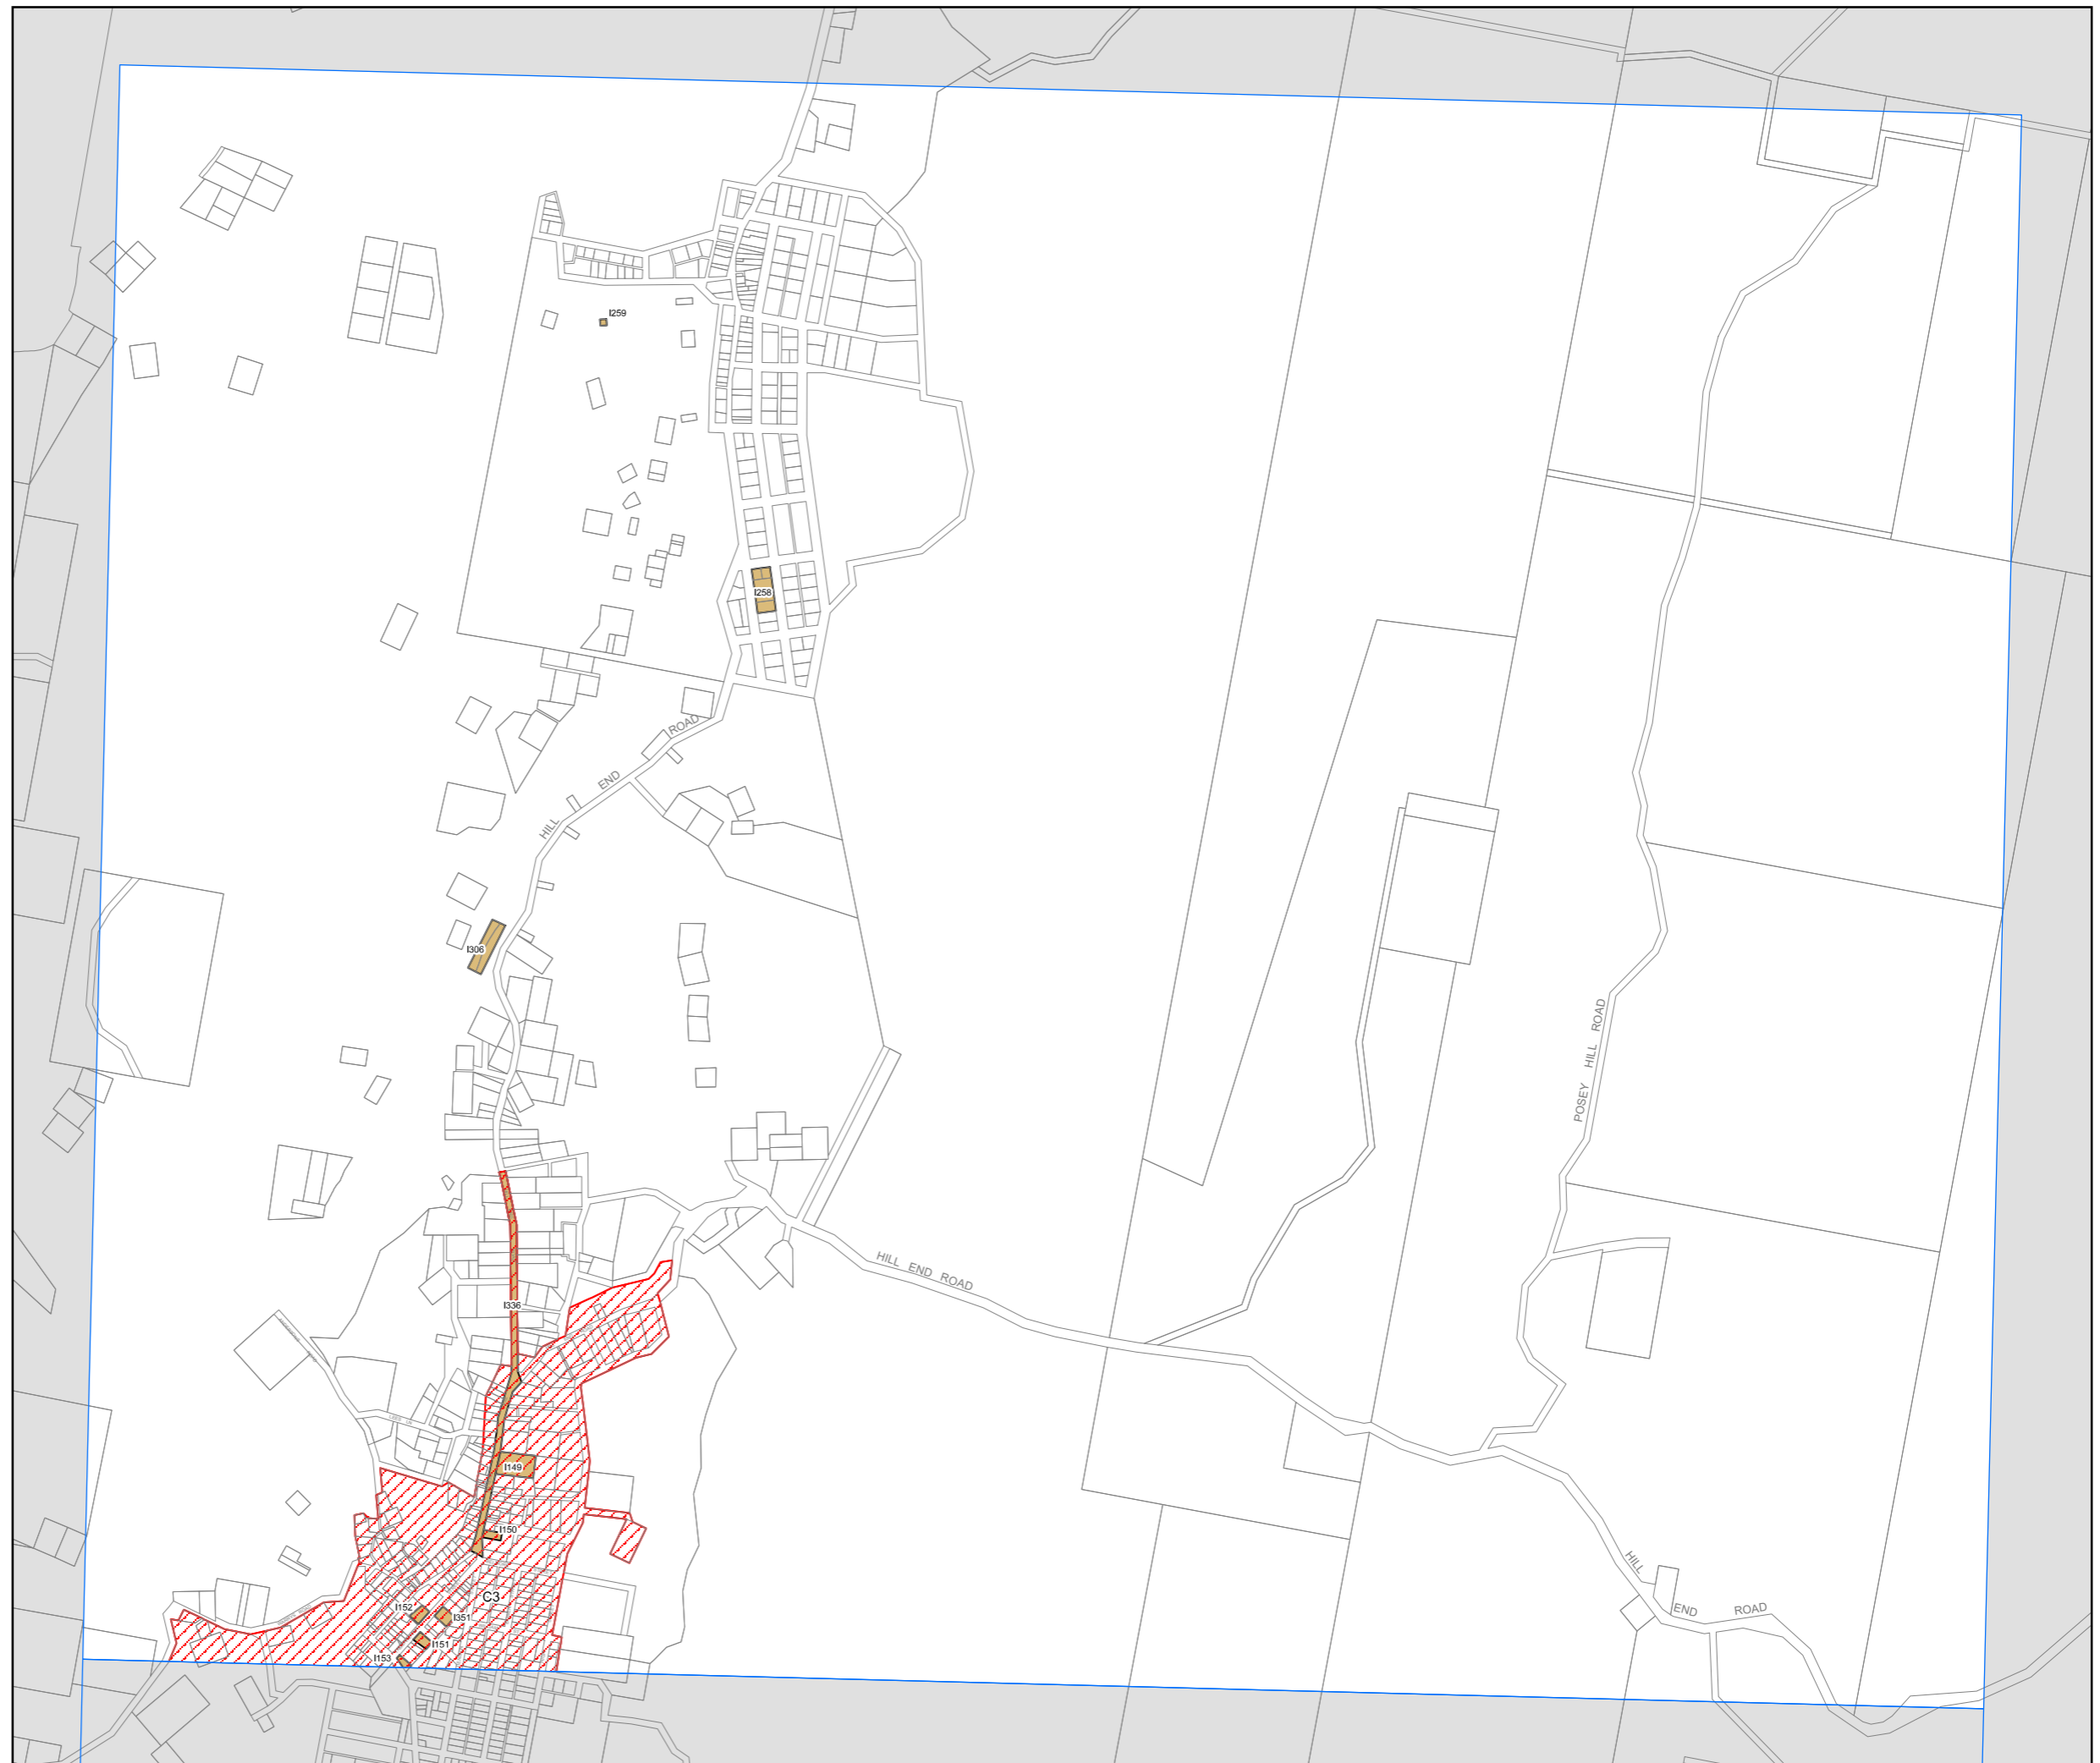 I259
I258
ROAD
END
HILL
I306
POSEY HILL ROAD
HILL END ROAD
I336
I149
I150
C3
I152
I351
I151
I153
HILL
END
ROAD